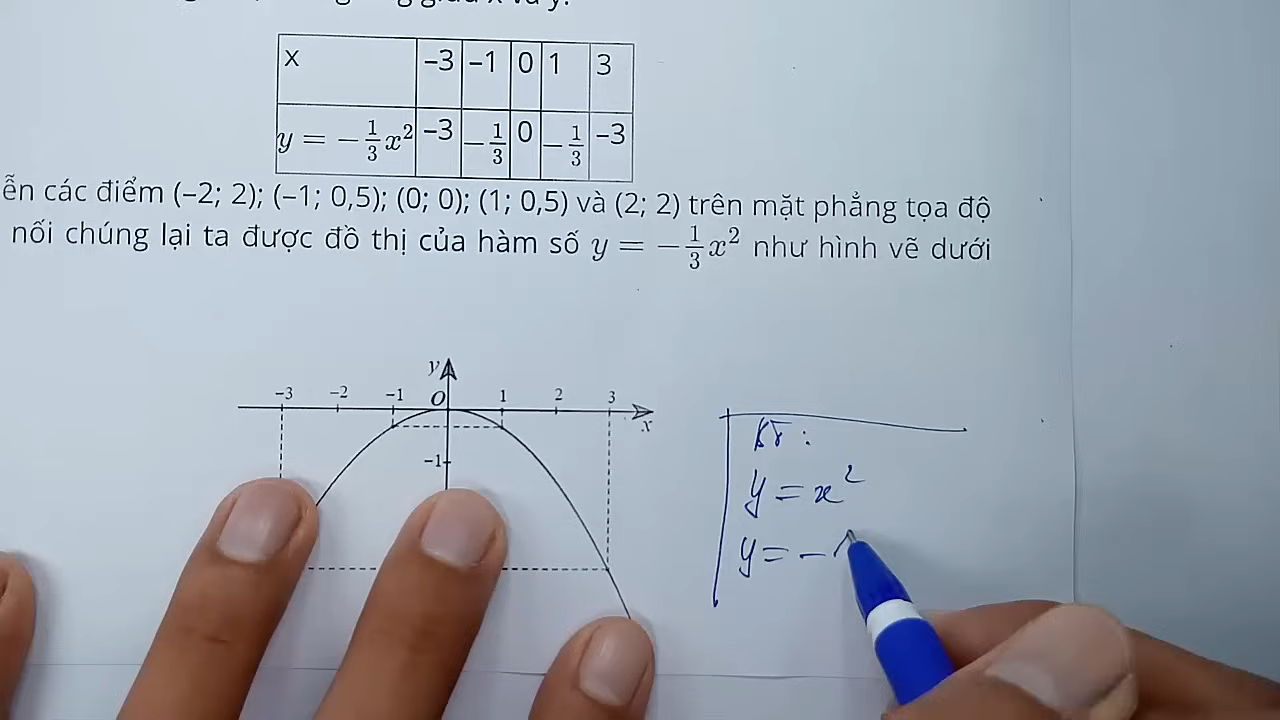 x –3 –1 0 1 3
y = –1/3x² –3 –1/3 0 –1/3 –3
ễn các điểm (–2; 2); (–1; 0,5); (0; 0); (1; 0,5) và (2; 2) trên mặt phẳng tọa độ
nối chúng lại ta được đồ thị của hàm số y = –1/3x² như hình vẽ dưới
y
–3 –2 –1 O 1 2 3
x
–1
BT:
y = x²
y = –